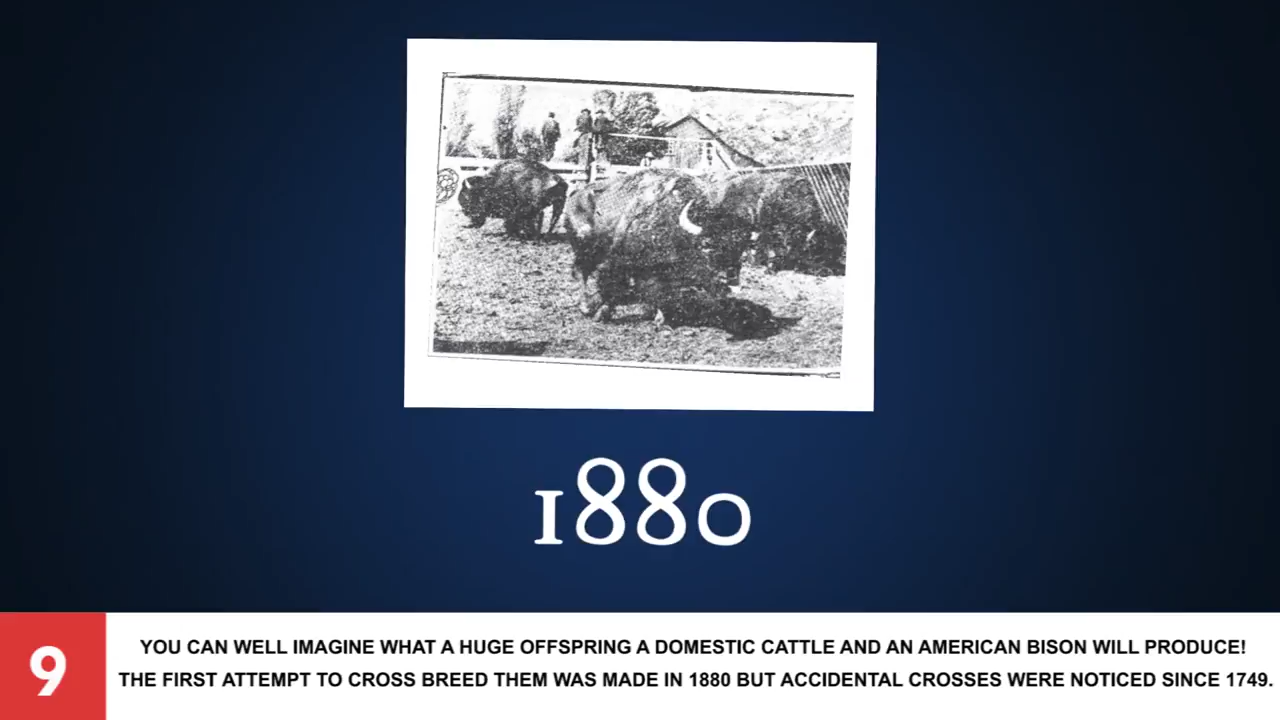 1880
9
YOU CAN WELL IMAGINE WHAT A HUGE OFFSPRING A DOMESTIC CATTLE AND AN AMERICAN BISON WILL PRODUCE!
THE FIRST ATTEMPT TO CROSS BREED THEM WAS MADE IN 1880 BUT ACCIDENTAL CROSSES WERE NOTICED SINCE 1749.